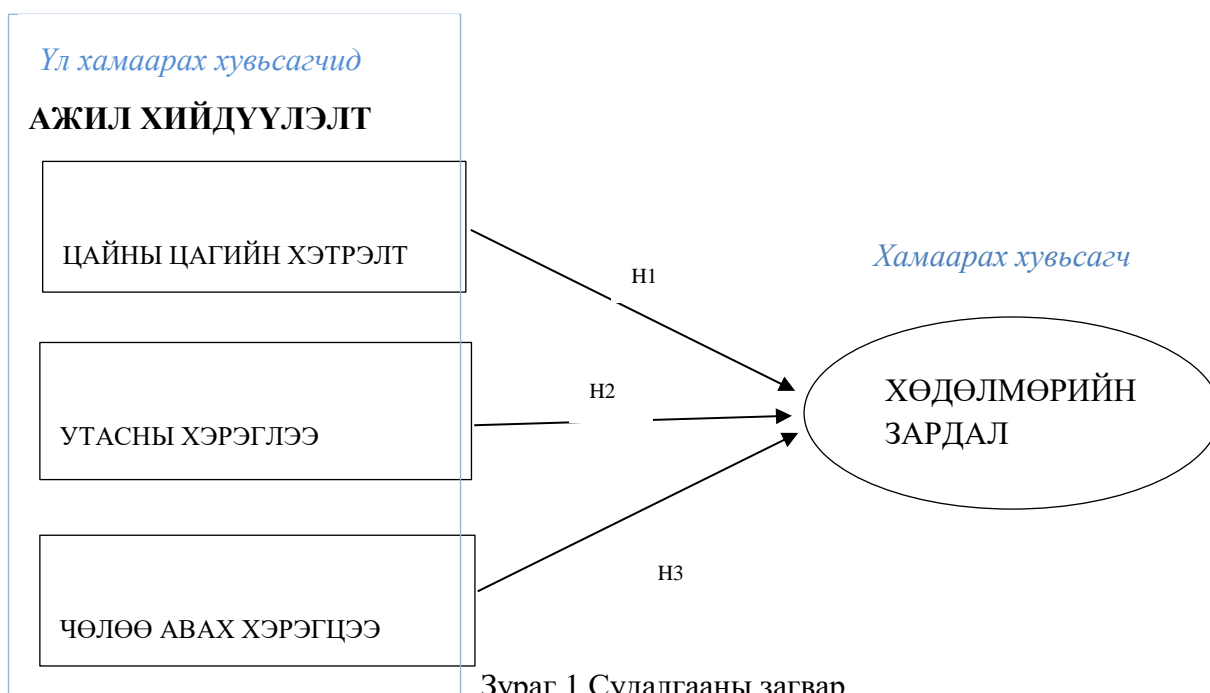 Үл хамаарах хувьсагчид
АЖИЛ ХИЙДҮҮЛЭЛТ
ЦАЙНЫ ЦАГИЙН ХЭТРЭЛТ
Хамаарах хувьсагч
H1
H2
ХӨДӨЛМӨРИЙН
ЗАРДАЛ
УТАСНЫ ХЭРЭГЛЭЭ
H3
ЧӨЛӨӨ АВАХ ХЭРЭГЦЭЭ
Зураг 1 Судалгааны загвар